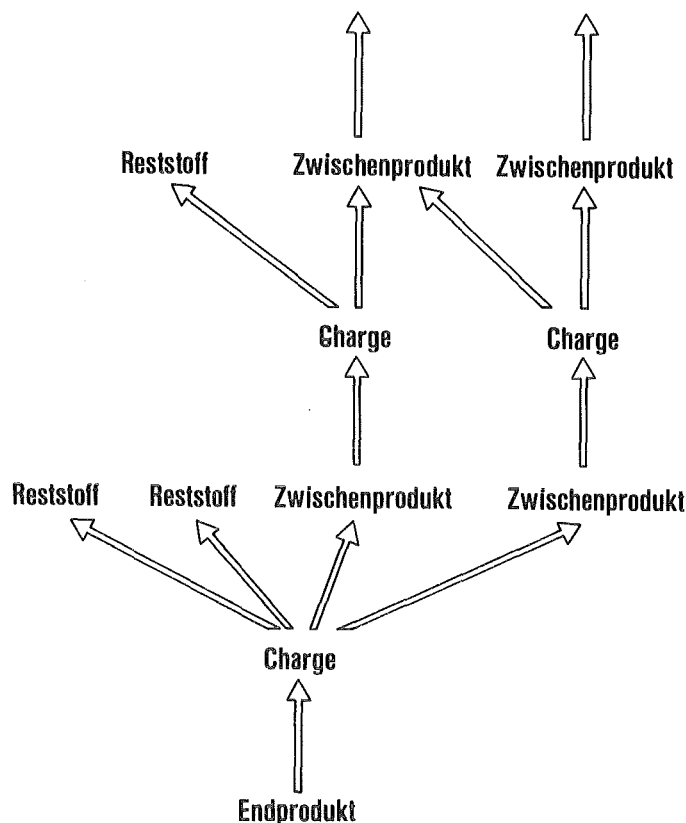 Reststoff Zwischenprodukt Zwischenprodukt
Charge Charge
Reststoff Reststoff Zwischenprodukt Zwischenprodukt
Charge
Endprodukt